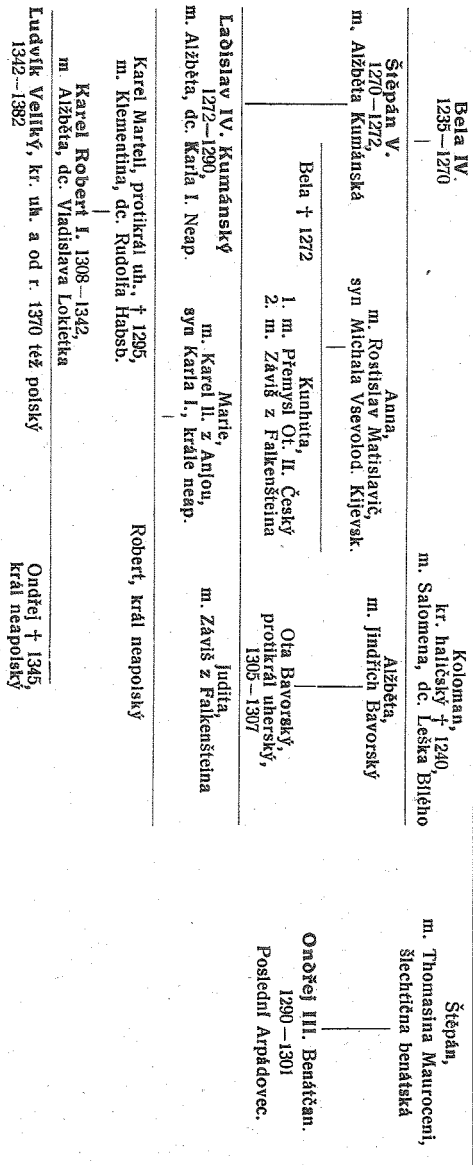 Bela IV.
1235—1270
Koloman,
kr. haličský † 1240,
m. Salomena, dc. Leška Bílého
Štěpán,
m. Thomasina Mauroceni,
šlechtična benátská
Štěpán V.
1270—1272,
m. Alžběta Kumánská
Anna,
m. Rostislav Matislavič,
syn Michala Vsevolod. Kijevsk.
Alžběta,
m. Jindřich Bavorský
Bela † 1272
Kunhuta,
1. m. Přemysl Ot. II. Český
2. m. Záviš z Falkenšteina
Ota Bavorský,
protikrál uherský,
1305—1307
Ondřej III. Benátčan.
1290—1301
Poslední Arpádovec.
Ladislav IV. Kumánský
1272—1290,
m. Alžběta, dc. Karla I. Neap.
Marie,
m. Karel II. z Anjou,
syn Karla I., krále neap.
Judita,
m. Záviš z Falkenšteina
Karel Martell, protikrál uh., † 1295,
m. Klementina, dc. Rudolfa Habsb.
Robert, král neapolský
Karel Robert I. 1308—1342,
m Alžběta, dc. Vladislava Lokietka
Ludvík Veliký, kr. uh. a od r. 1370 též polský
1342—1382
Ondřej † 1345,
král neapolský